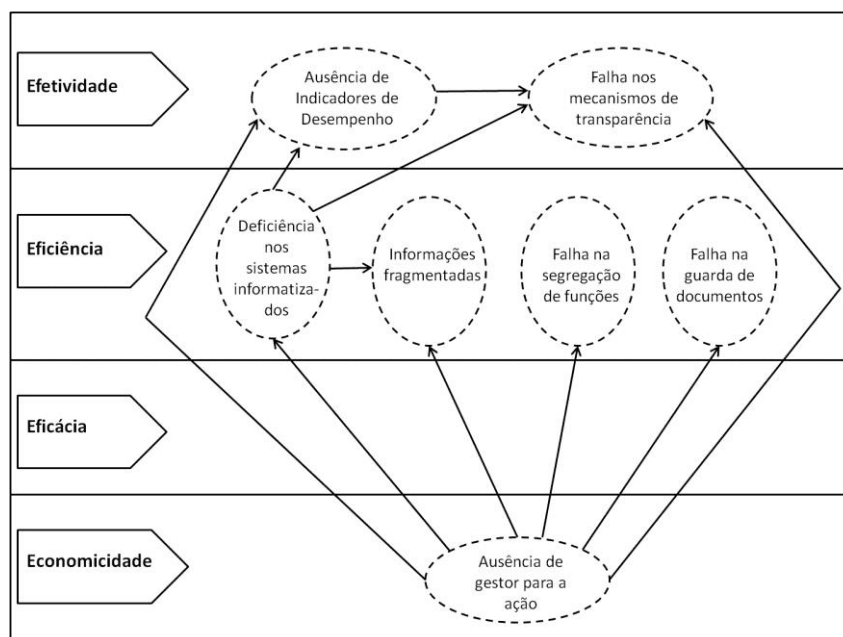 Efetividade
Ausência de
Indicadores de
Desempenho
Falha nos
mecanismos de
transparência
Eficiência
Deficiência
nos
sistemas
informatiza-
dos
Informações
fragmentadas
Falha na
segregação
de funções
Falha na
guarda de
documentos
Eficácia
Economicidade
Ausência de
gestor para a
ação